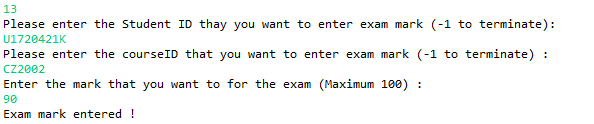 13
Please enter the Student ID thay you want to enter exam mark (-1 to terminate):
U1720421K
Please enter the courseID that you want to enter exam mark (-1 to terminate) :
CZ2002
Enter the mark that you want to for the exam (Maximum 100) :
90
Exam mark entered !